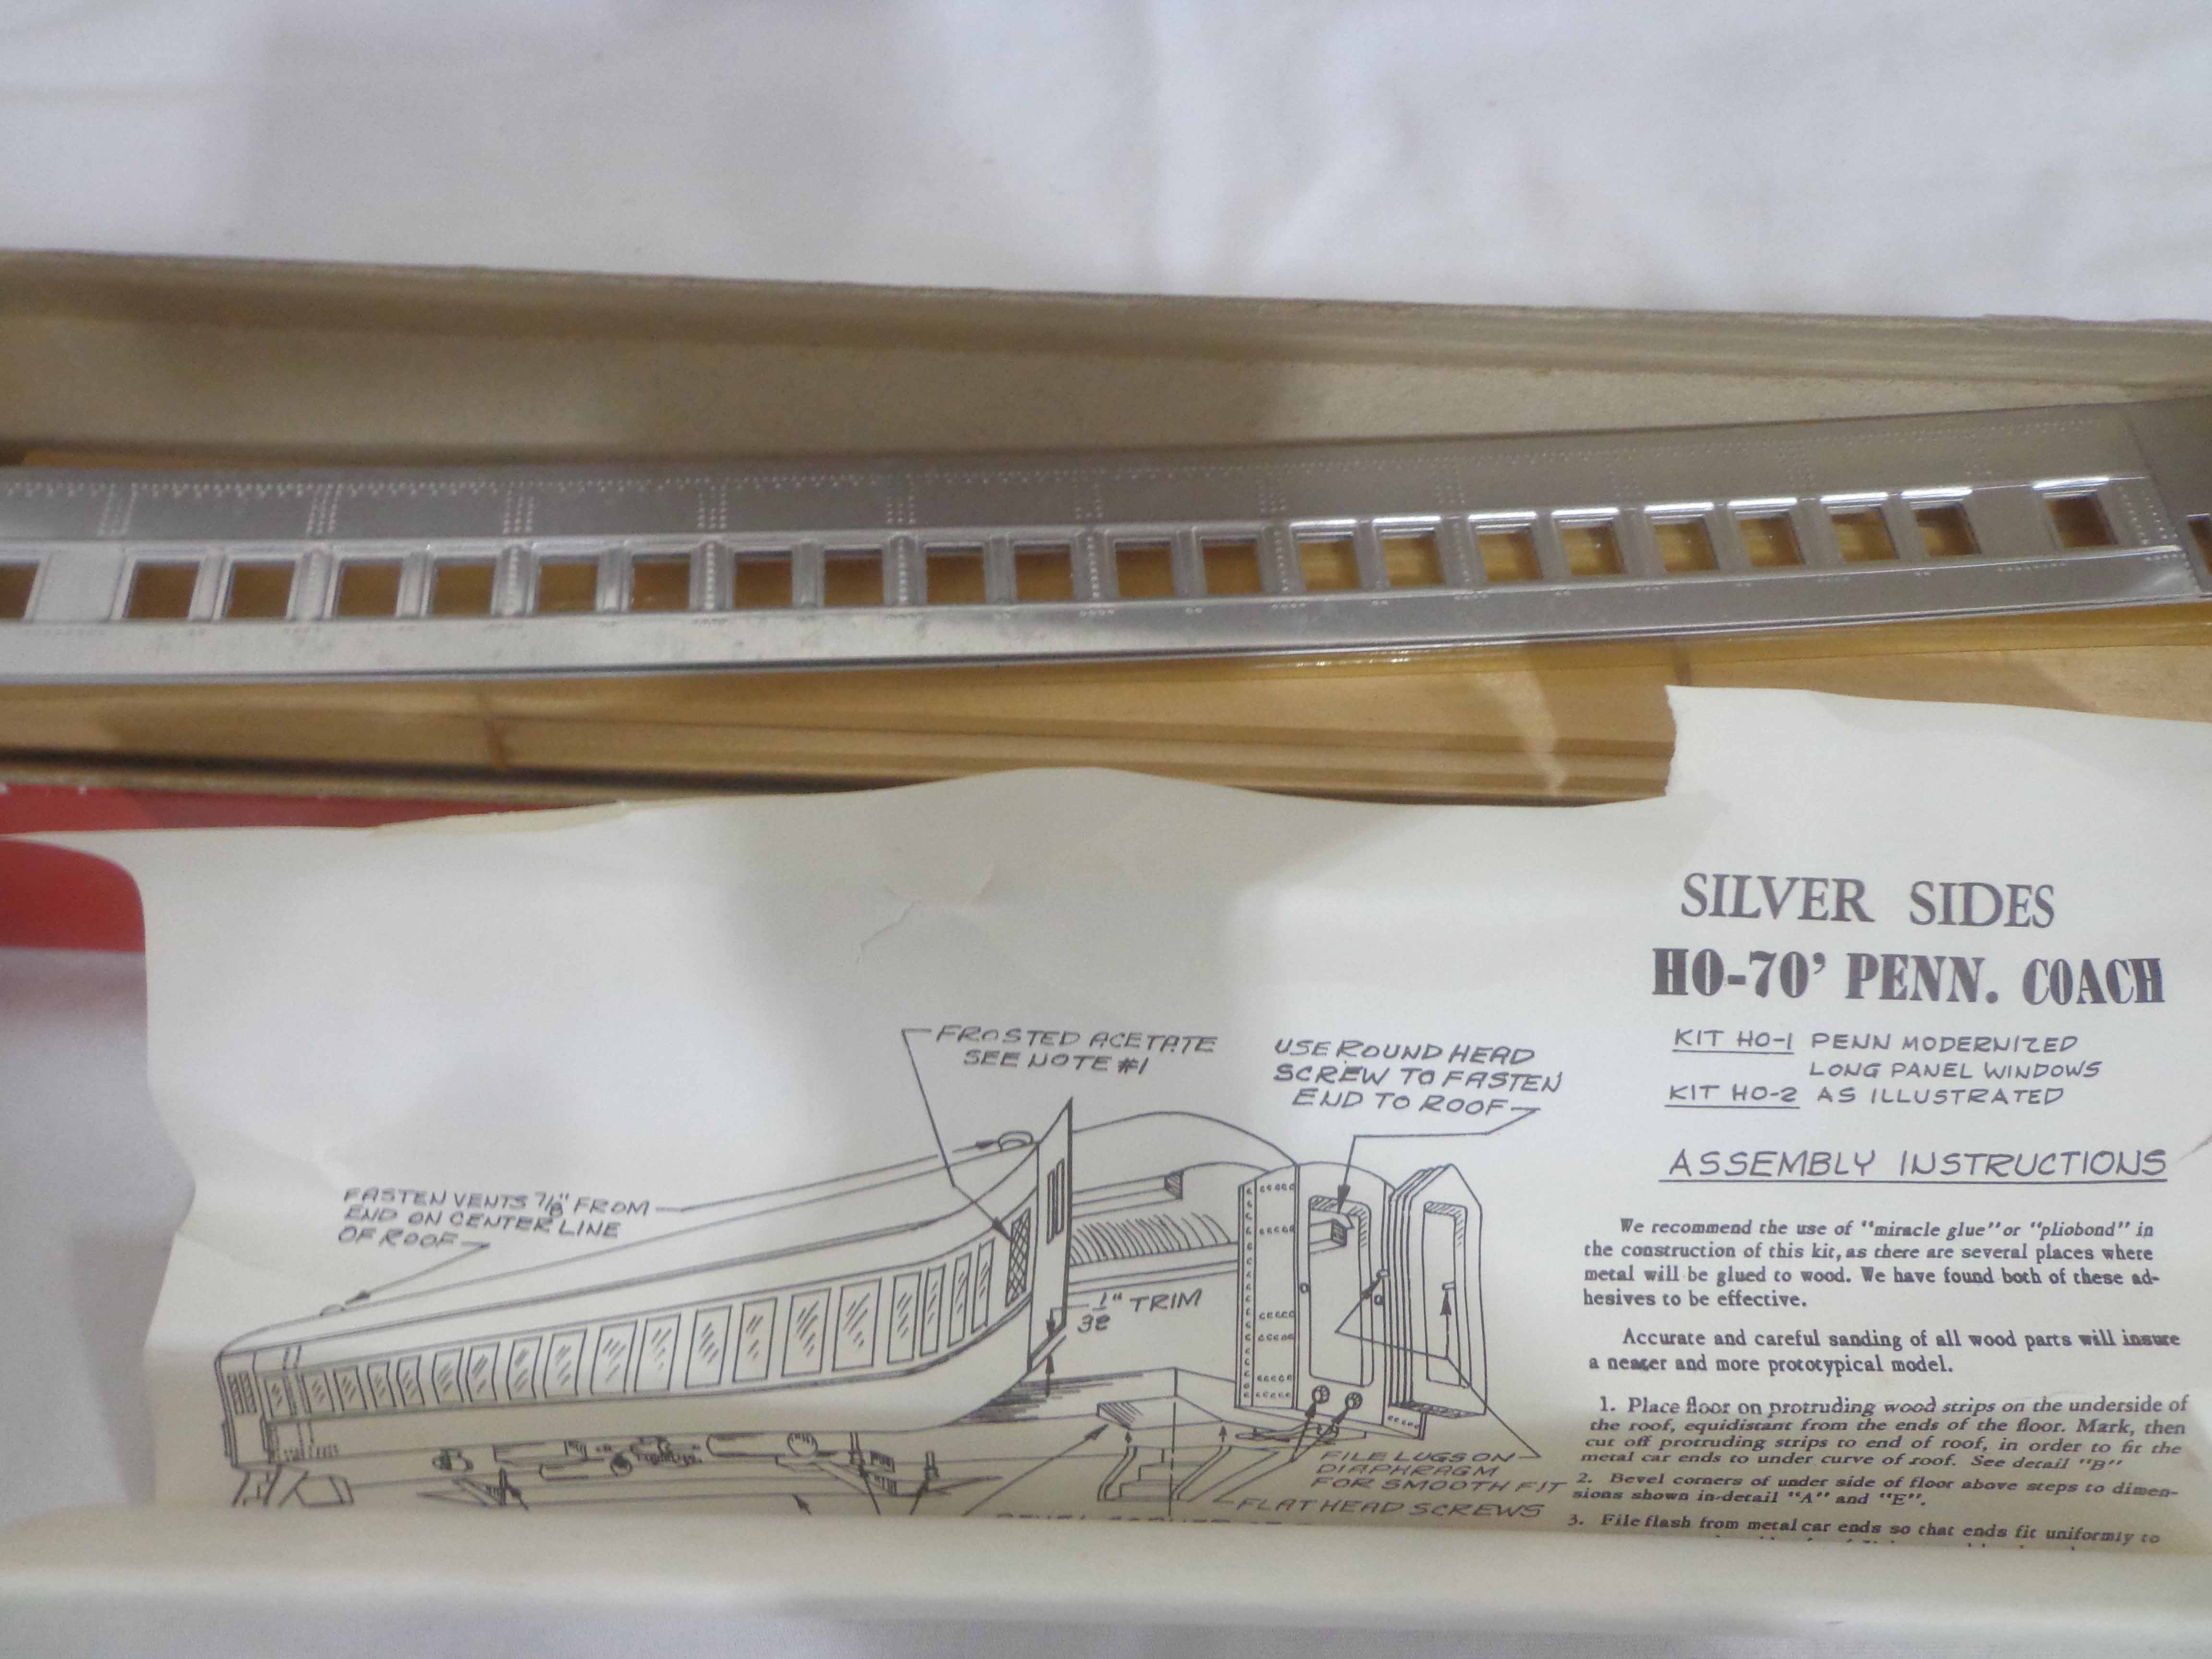 SILVER SIDES
HO-70' PENN. COACH
KIT HO-1 PENN MODERNIZED
LONG PANEL WINDOWS
KIT HO-2 AS ILLUSTRATED
ASSEMBLY INSTRUCTIONS
FROSTED ACETATE
SEE NOTE #1
USE ROUND HEAD
SCREW TO FASTEN
END TO ROOF
FASTEN VENTS 7/8" FROM
END ON CENTER LINE
OF ROOF
1/32" TRIM
FILE LUGS ON
DIAPHRAGM
FOR SMOOTH FIT
FLAT HEAD SCREWS
We recommend the use of "miracle glue" or "pliobond" in
the construction of this kit, as there are several places where
metal will be glued to wood. We have found both of these ad-
hesives to be effective.
Accurate and careful sanding of all wood parts will insure
a neater and more prototypical model.
1. Place floor on protruding wood strips on the underside of
the roof, equidistant from the ends of the floor. Mark, then
cut off protruding strips to end of roof, in order to fit the
metal car ends to under curve of roof. See detail "B"
2. Bevel corners of under side of floor above steps to dimen-
sions shown in detail "A" and "E".
3. File flash from metal car ends so that ends fit uniformly to